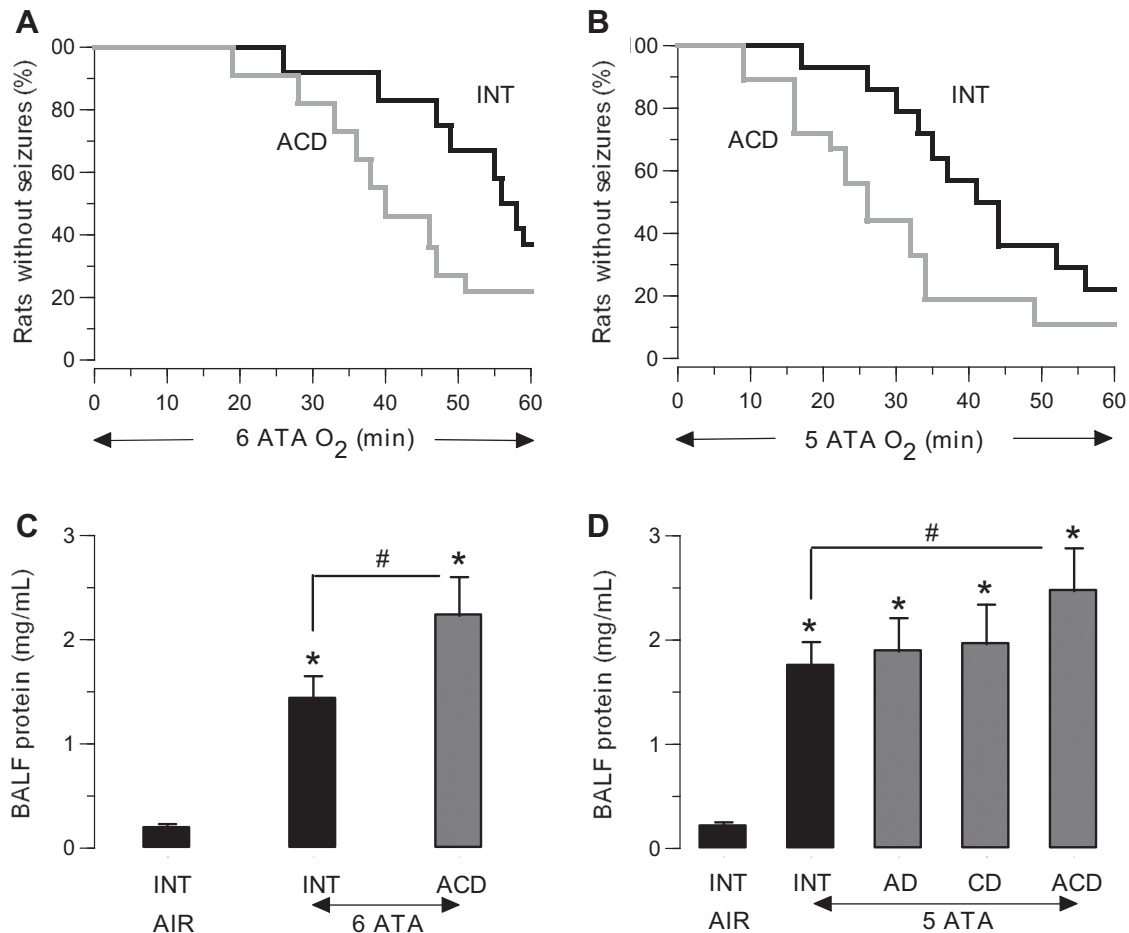 A
Rats without seizures (%)
00
80
60
40
20
0
INT
ACD
0 10 20 30 40 50 60
6 ATA O2 (min)
B
Rats without seizures (%)
00
80
60
40
20
0
INT
ACD
0 10 20 30 40 50 60
5 ATA O2 (min)
C
BALF protein (mg/mL)
3
2
1
0
*
#
*
INT INT ACD
AIR 6 ATA
D
BALF protein (mg/mL)
3
2
1
0
*
*
*
#
*
INT INT AD CD ACD
AIR 5 ATA